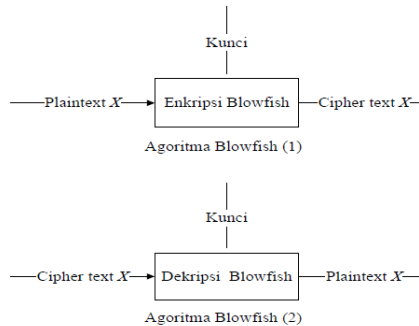 Kunci
Plaintext X
Enkripsi Blowfish
Cipher text X
Agoritma Blowfish (1)
Kunci
Cipher text X
Dekripsi Blowfish
Plaintext X
Agoritma Blowfish (2)